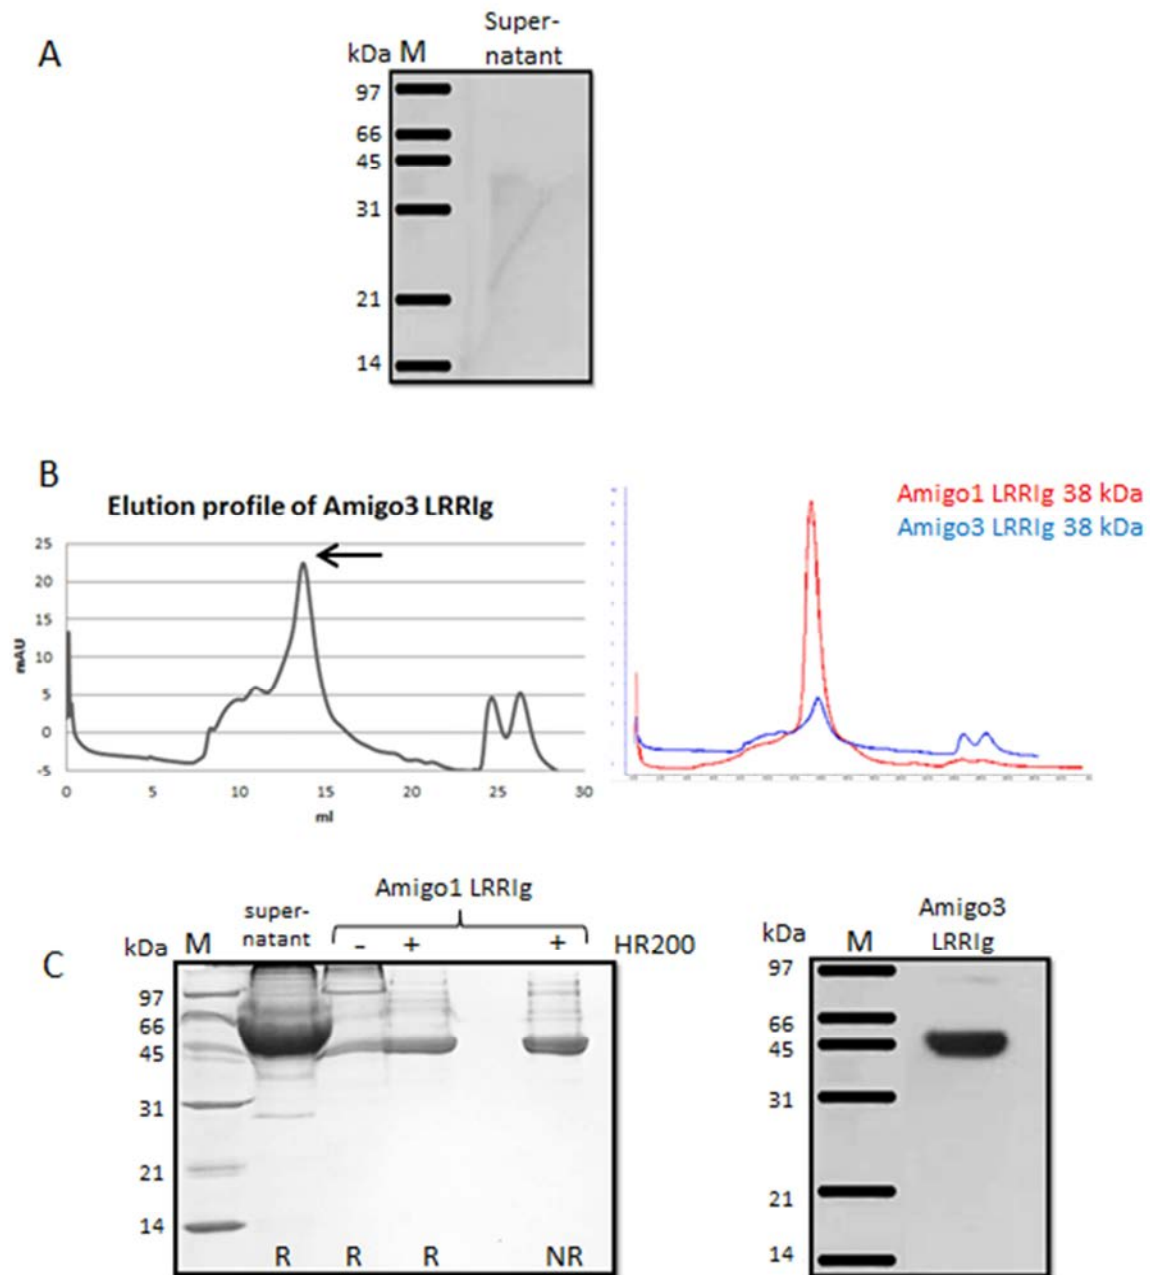 A
Super-
natant
kDa M
97
66
45
31
21
14
B
Elution profile of Amigo3 LRRIg
Amigo1 LRRIg 38 kDa
Amigo3 LRRIg 38 kDa
25
20
15
10
5
0
-5
mAU
0 5 10 15 20 25 30
ml
C
Amigo1 LRRIg
super-
natant
kDa M - + + HR200
97
66
45
31
21
14
R R R NR
Amigo3
LRRIg
kDa M
97
66
45
31
21
14